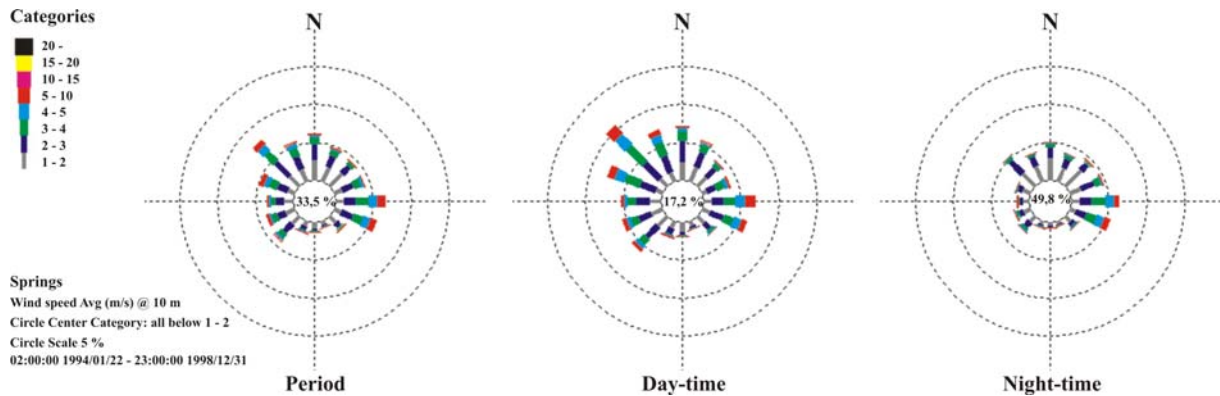 Categories
20 -
15 - 20
10 - 15
5 - 10
4 - 5
3 - 4
2 - 3
1 - 2
N
33,5 %
Period
N
17,2 %
Day-time
N
49,8 %
Night-time
Springs
Wind speed Avg (m/s) @ 10 m
Circle Center Category: all below 1 - 2
Circle Scale 5 %
02:00:00 1994/01/22 - 23:00:00 1998/12/31